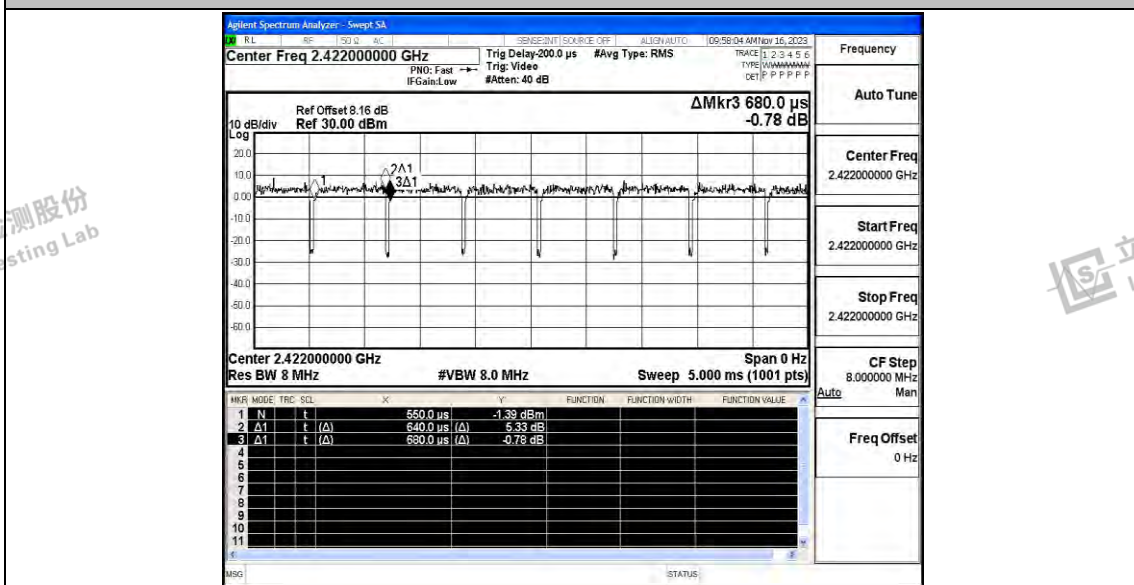 Agilent Spectrum Analyzer - Swept SA
RL RF 50 Ω AC SENSE:INT SOURCE OFF ALIGN AUTO 09:58:04 AM Nov 16, 2023
Center Freq 2.422000000 GHz
PNO: Fast
IFGain:Low
Trig Delay-200.0 µs
Trig: Video
#Atten: 40 dB
#Avg Type: RMS
TRACE 1 2 3 4 5 6
TYPE
DET P P P P P P
Ref Offset 8.16 dB
10 dB/div Ref 30.00 dBm
Log
ΔMkr3 680.0 µs
-0.78 dB
20.0
10.0
0.00
-10.0
-20.0
-30.0
-40.0
-50.0
-60.0
1
2Δ1
3Δ1
Center 2.422000000 GHz Span 0 Hz
Res BW 8 MHz #VBW 8.0 MHz Sweep 5.000 ms (1001 pts)
MKR MODE TRC SCL X Y FUNCTION FUNCTION WIDTH FUNCTION VALUE
1 N t 550.0 µs -1.39 dBm
2 Δ1 t (Δ) 640.0 µs (Δ) 5.33 dB
3 Δ1 t (Δ) 680.0 µs (Δ) -0.78 dB
4
5
6
7
8
9
10
11
MSG STATUS
Frequency
Auto Tune
Center Freq
2.422000000 GHz
Start Freq
2.422000000 GHz
Stop Freq
2.422000000 GHz
CF Step
8.000000 MHz
Auto Man
Freq Offset
0 Hz
测股份
esting Lab
立